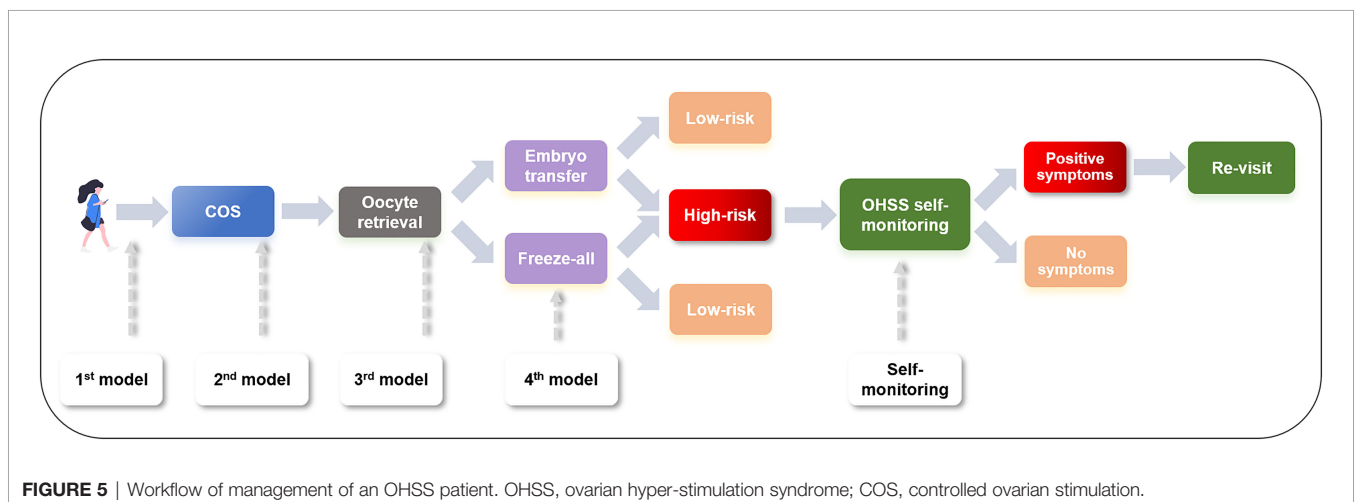 Low-risk
Embryo
transfer
Positive
symptoms
Re-visit
COS
Oocyte
retrieval
High-risk
OHSS self-
monitoring
Freeze-all
No
symptoms
Low-risk
1st model
2nd model
3rd model
4th model
Self-
monitoring
FIGURE 5 | Workflow of management of an OHSS patient. OHSS, ovarian hyper-stimulation syndrome; COS, controlled ovarian stimulation.